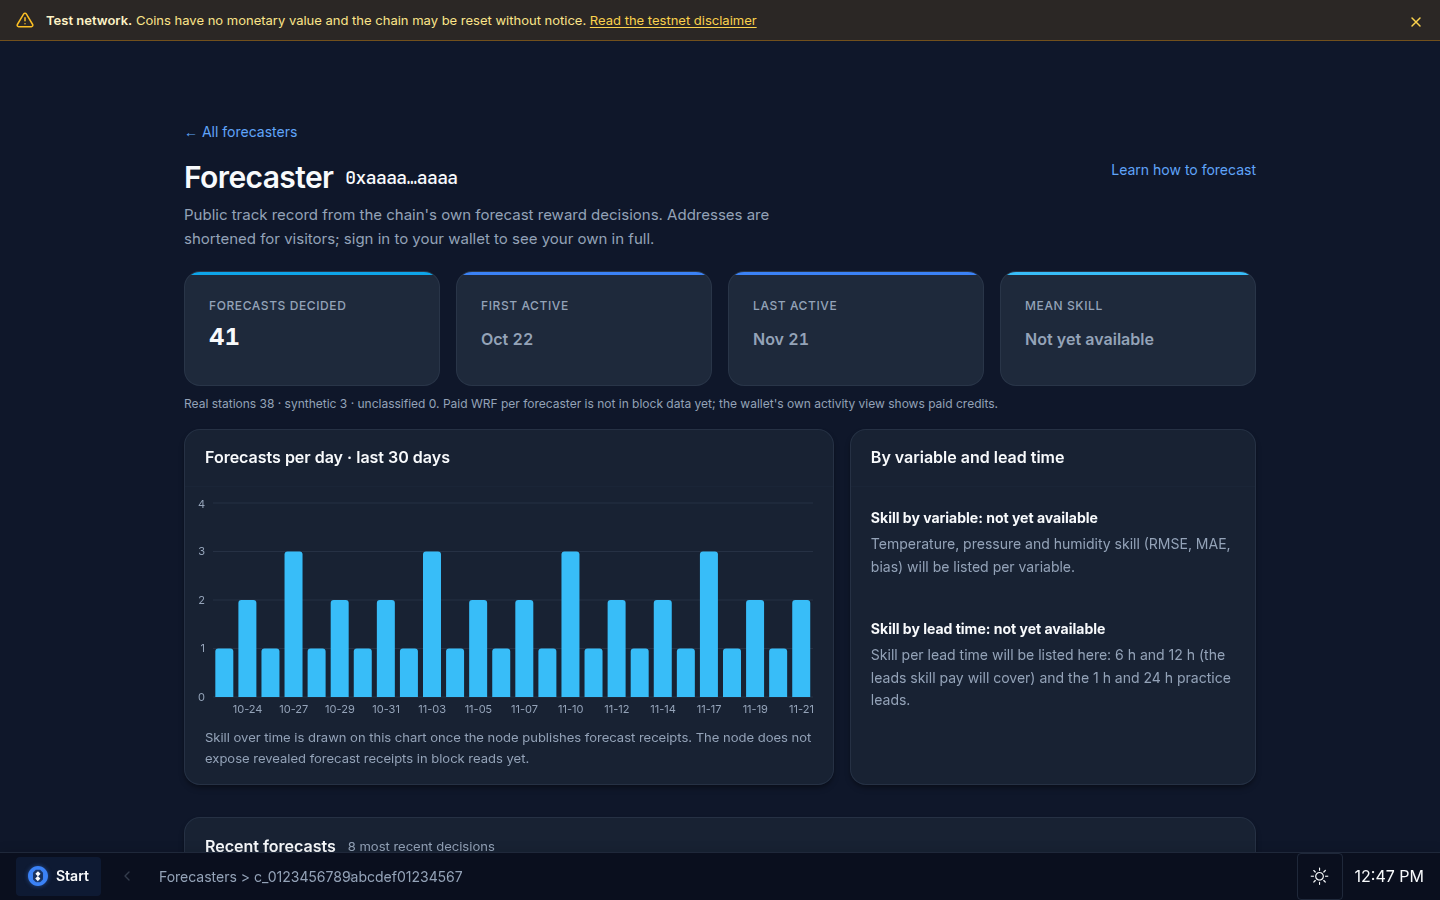 Test network. Coins have no monetary value and the chain may be reset without notice. Read the testnet disclaimer
← All forecasters
Forecaster 0xaaaa…aaaa
Learn how to forecast
Public track record from the chain's own forecast reward decisions. Addresses are
shortened for visitors; sign in to your wallet to see your own in full.
FORECASTS DECIDED
41
FIRST ACTIVE
Oct 22
LAST ACTIVE
Nov 21
MEAN SKILL
Not yet available
Real stations 38 · synthetic 3 · unclassified 0. Paid WRF per forecaster is not in block data yet; the wallet's own activity view shows paid credits.
Forecasts per day · last 30 days
4
3
2
1
0
10-24 10-27 10-29 10-31 11-03 11-05 11-07 11-10 11-12 11-14 11-17 11-19 11-21
Skill over time is drawn on this chart once the node publishes forecast receipts. The node does not
expose revealed forecast receipts in block reads yet.
By variable and lead time
Skill by variable: not yet available
Temperature, pressure and humidity skill (RMSE, MAE,
bias) will be listed per variable.
Skill by lead time: not yet available
Skill per lead time will be listed here: 6 h and 12 h (the
leads skill pay will cover) and the 1 h and 24 h practice
leads.
Recent forecasts 8 most recent decisions
Start
Forecasters > c_0123456789abcdef01234567
12:47 PM